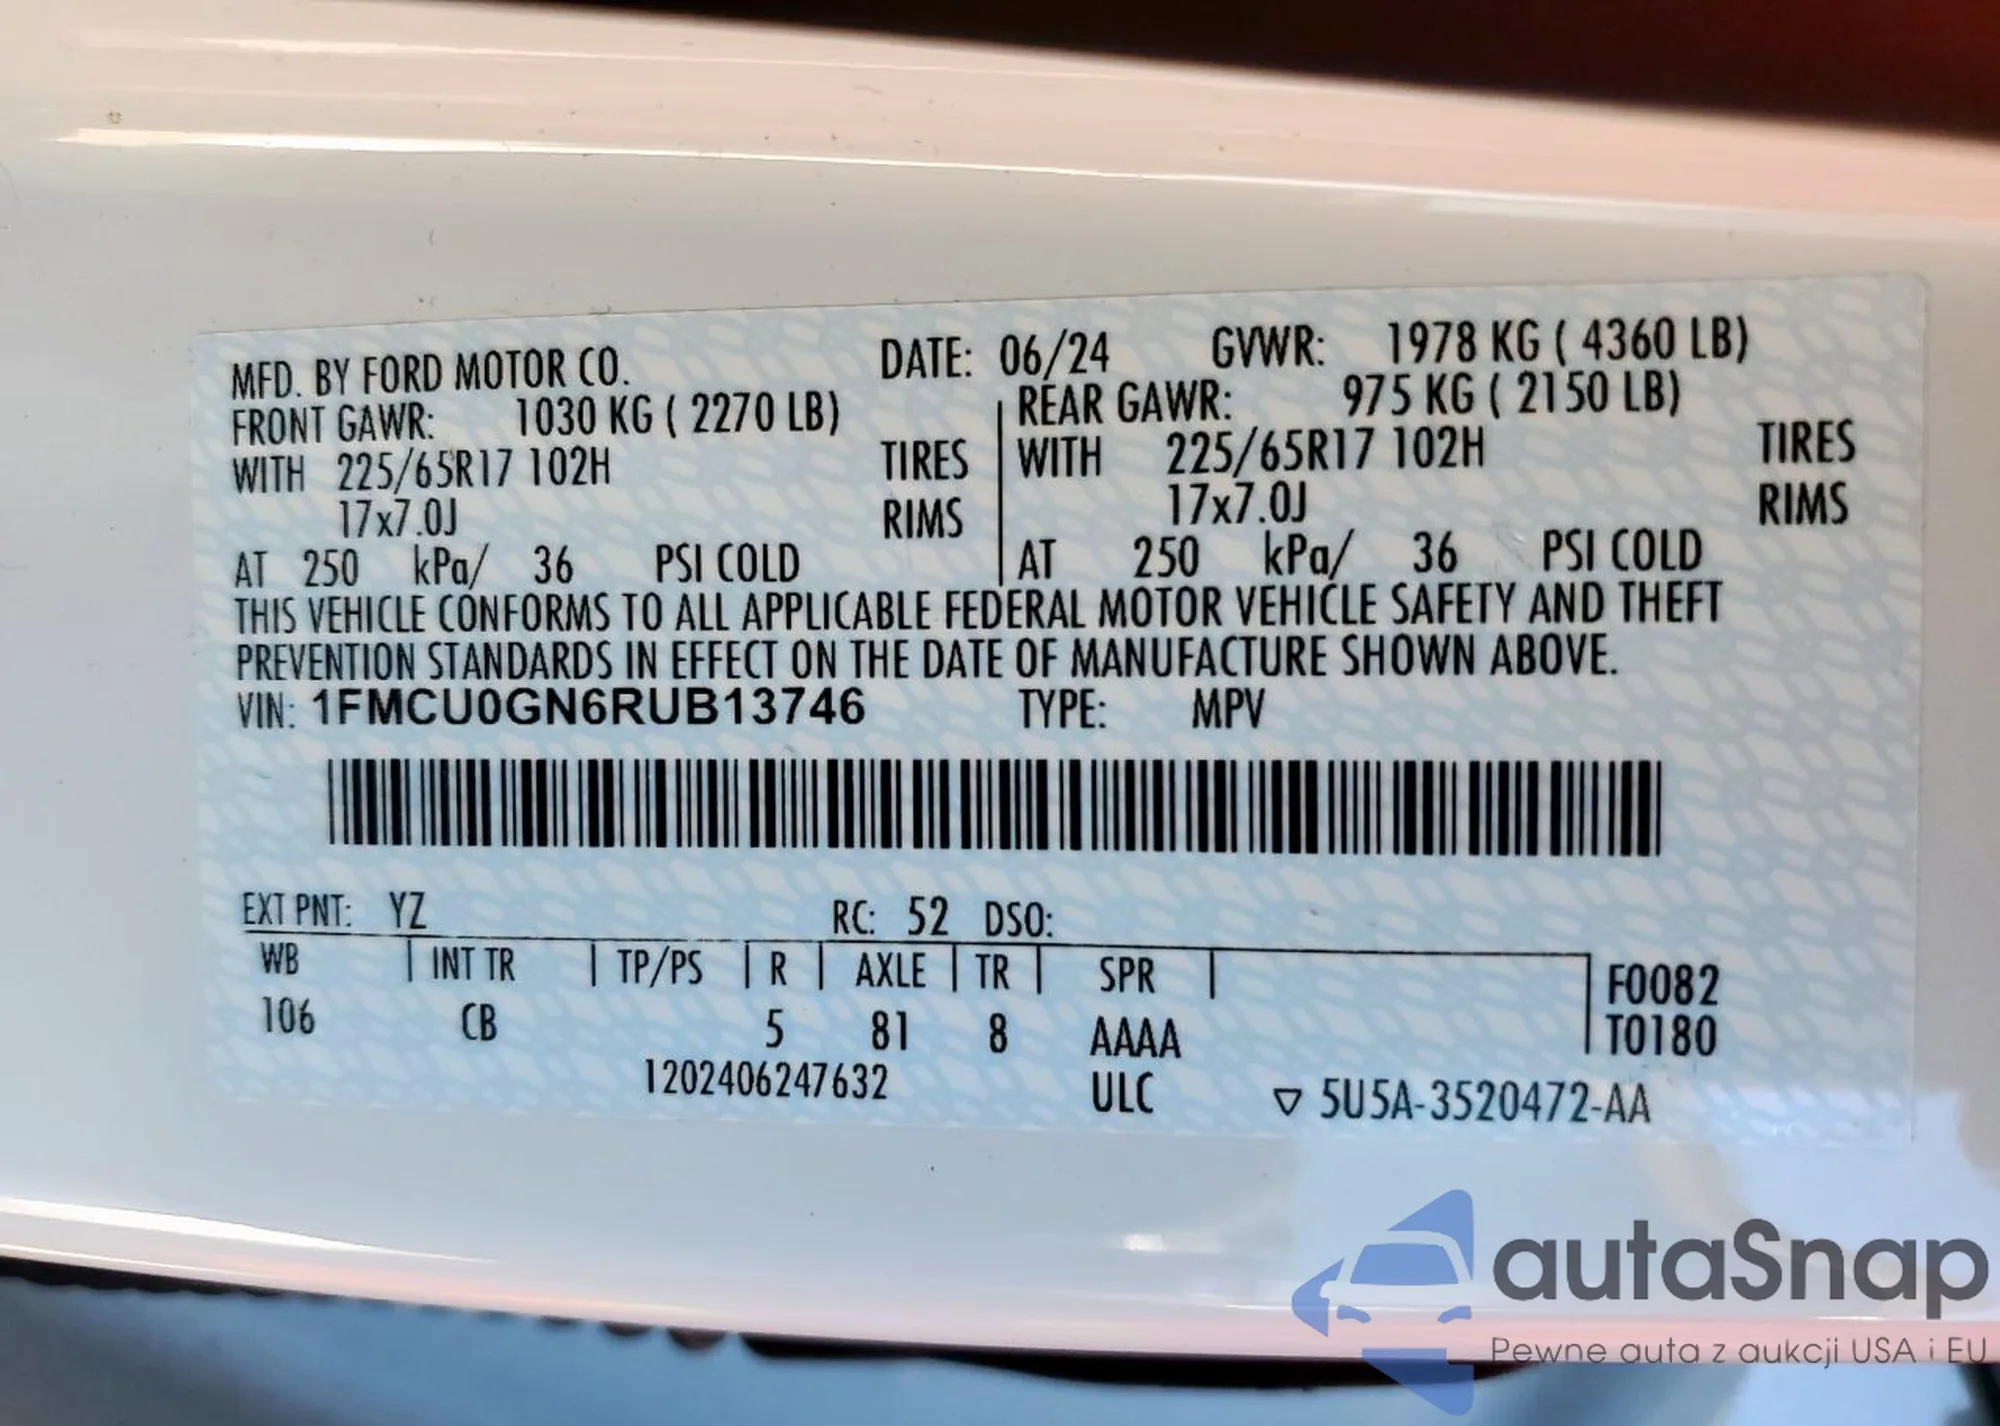 MFD. BY FORD MOTOR CO. DATE: 06/24 GVWR: 1978 KG ( 4360 LB)
FRONT GAWR: 1030 KG ( 2270 LB) REAR GAWR: 975 KG ( 2150 LB)
WITH 225/65R17 102H TIRES WITH 225/65R17 102H TIRES
17x7.0J RIMS 17x7.0J RIMS
AT 250 kPa/ 36 PSI COLD AT 250 kPa/ 36 PSI COLD
THIS VEHICLE CONFORMS TO ALL APPLICABLE FEDERAL MOTOR VEHICLE SAFETY AND THEFT
PREVENTION STANDARDS IN EFFECT ON THE DATE OF MANUFACTURE SHOWN ABOVE.
VIN: 1FMCU0GN6RUB13746 TYPE: MPV
EXT PNT: YZ RC: 52 DSO:
WB INT TR TP/PS R AXLE TR SPR F0082
106 CB 5 81 8 AAAA T0180
1202406247632 ULC ▽ 5U5A-3520472-AA
autaSnap
Pewne auta z aukcji USA i EU